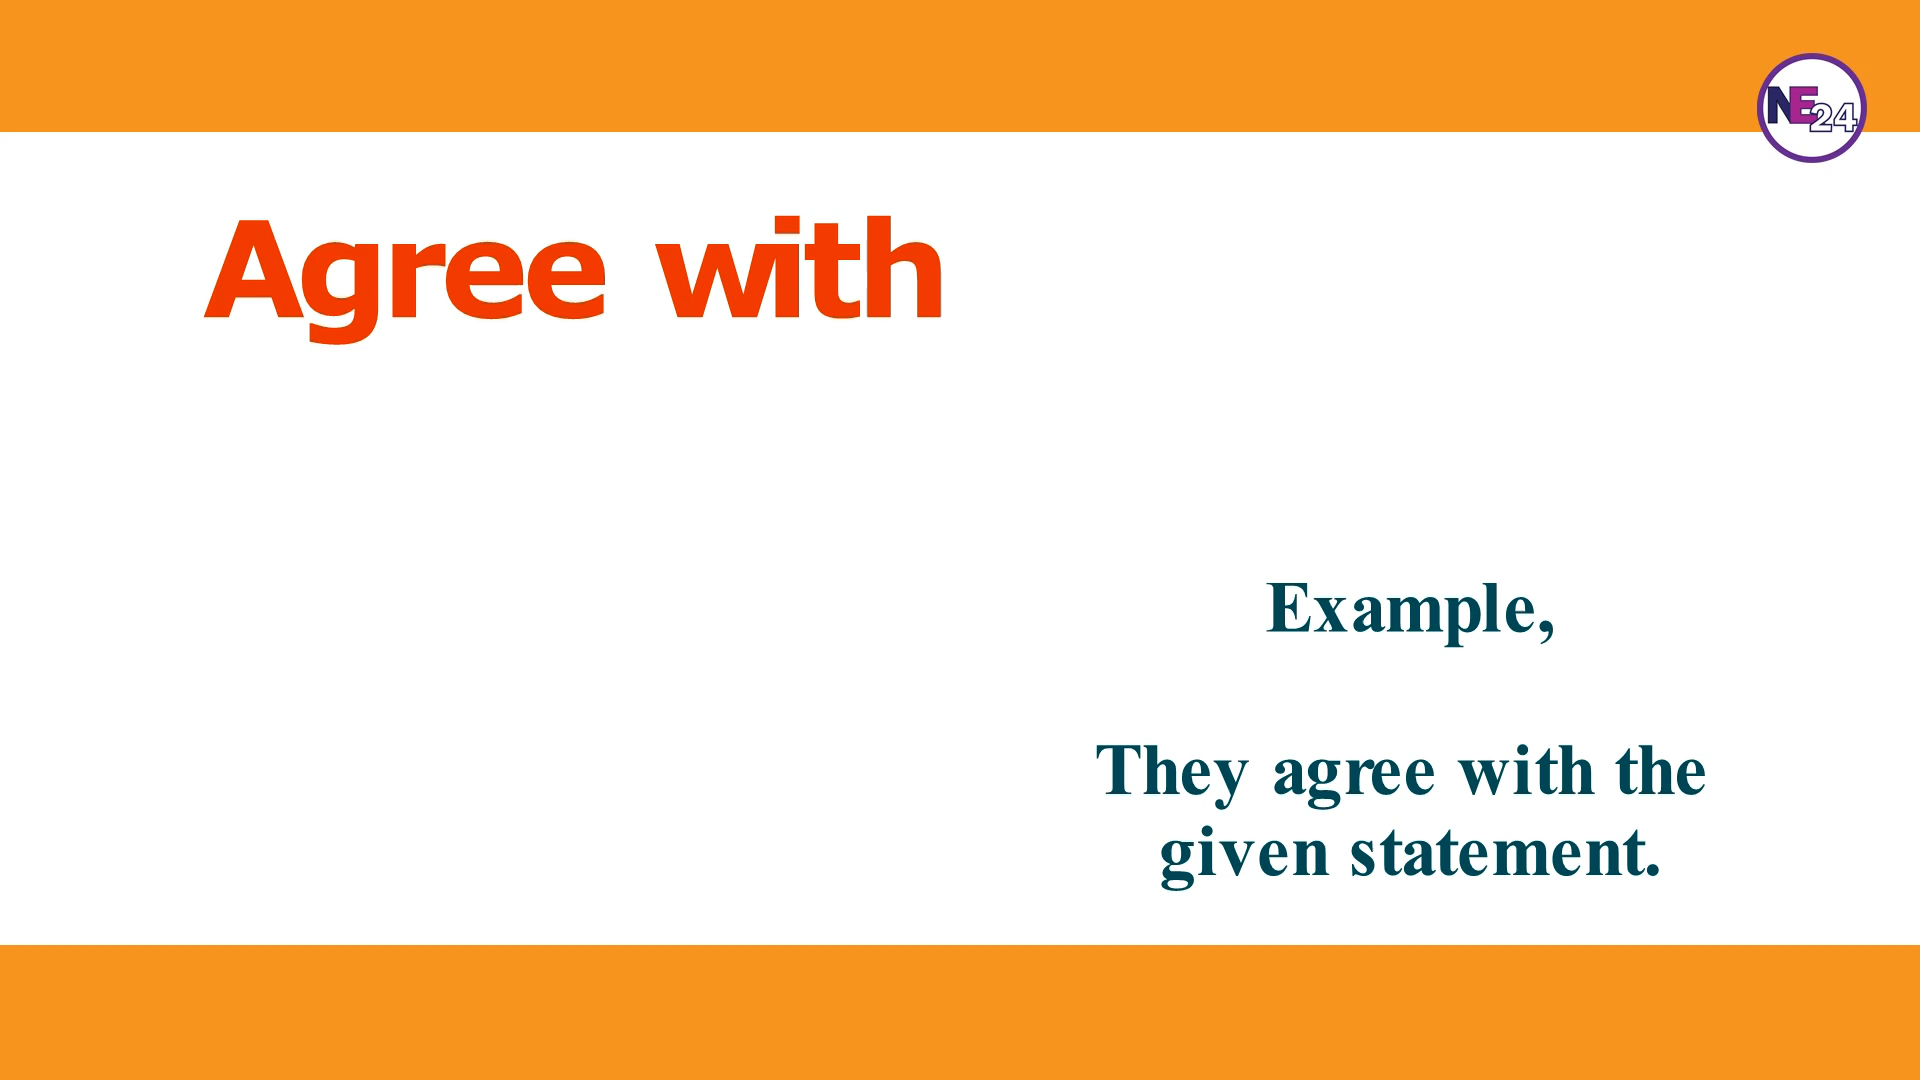 NE24
Agree with
Example,
They agree with the
given statement.